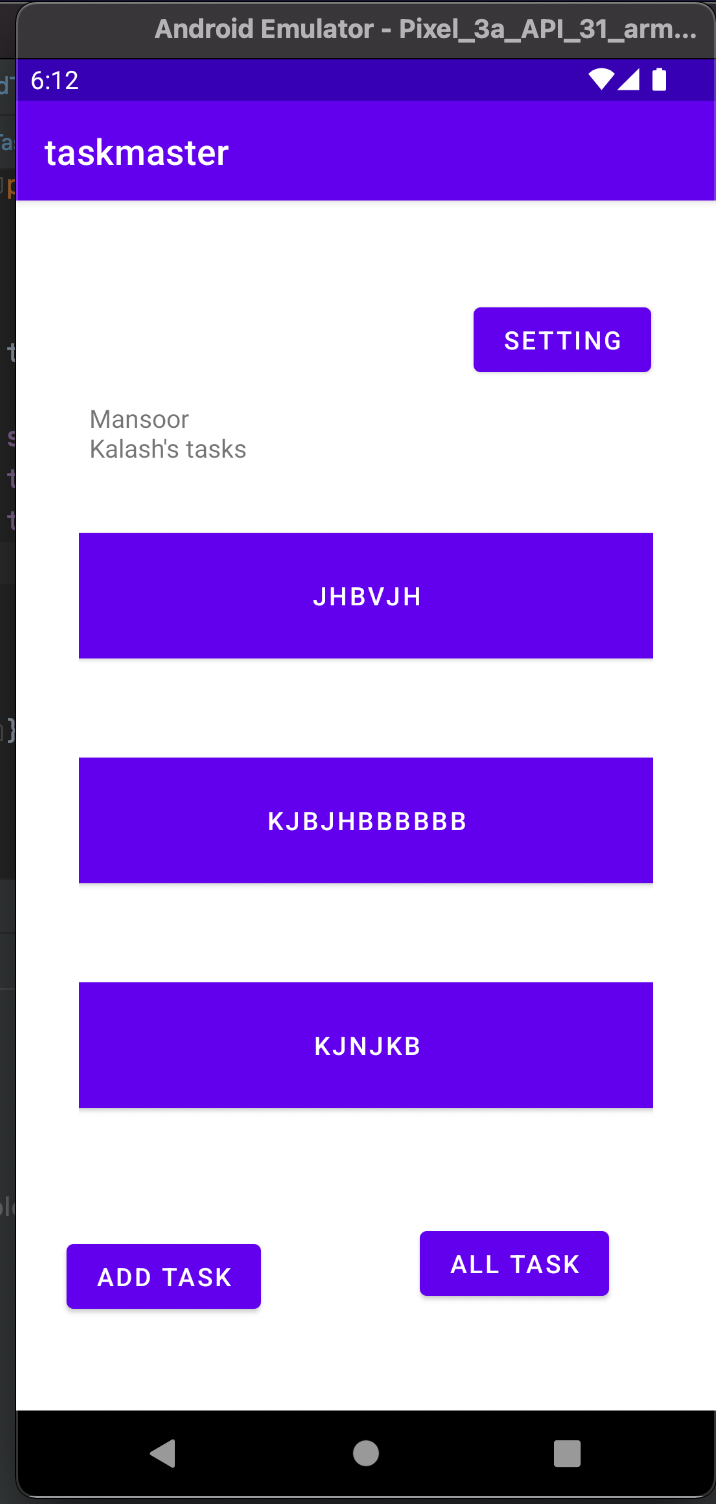 Android Emulator - Pixel_3a_API_31_arm...
6:12
taskmaster
SETTING
Mansoor
Kalash's tasks
JHBVJH
KJBJHBBBBBB
KJNJKB
ADD TASK
ALL TASK